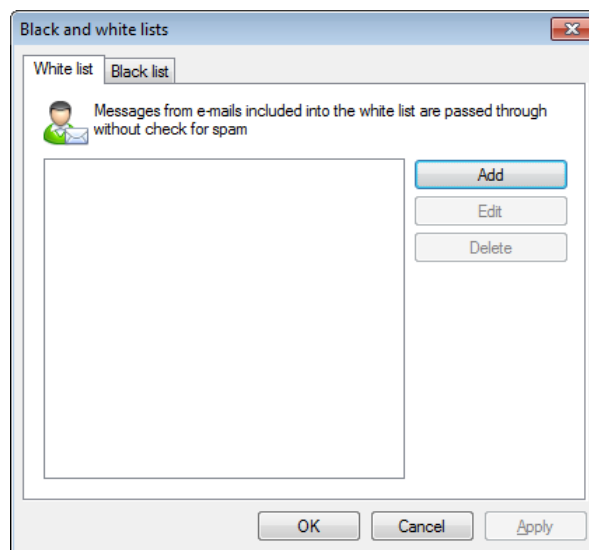 Black and white lists
White list
Black list
Messages from e-mails included into the white list are passed through
without check for spam
Add
Edit
Delete
OK
Cancel
Apply